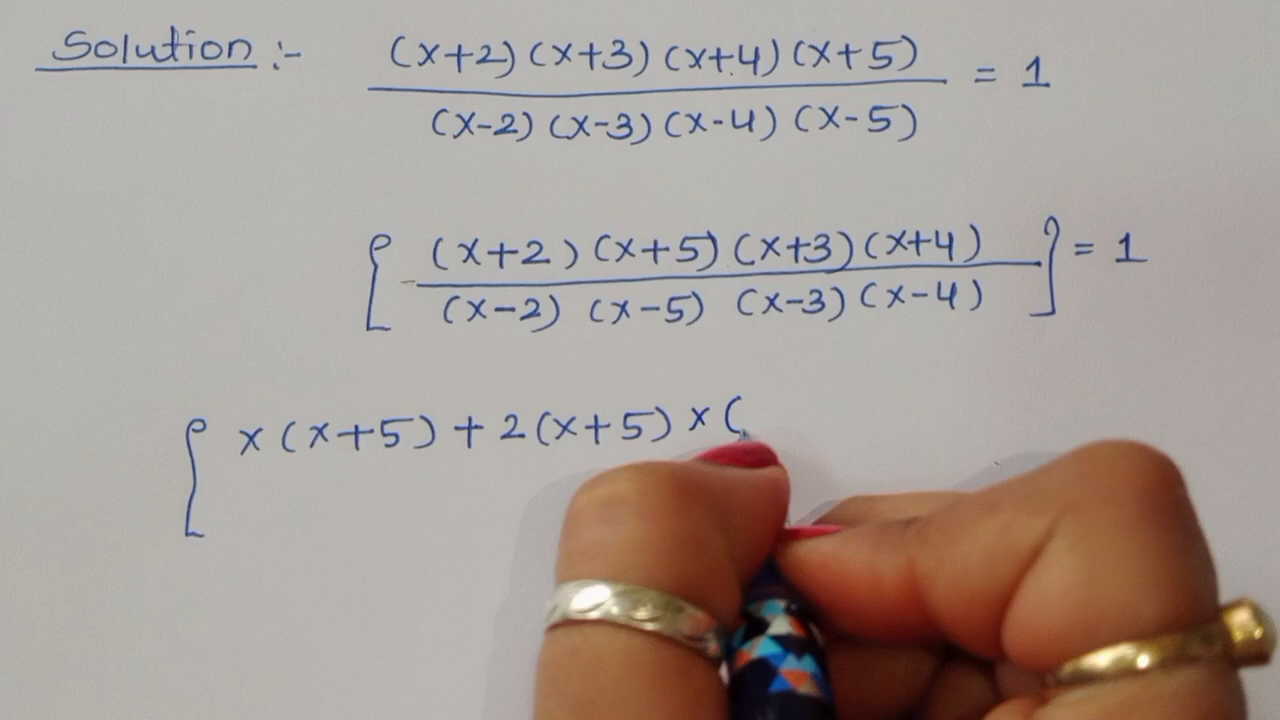 Solution :- (x+2)(x+3)(x+4)(x+5) = 1
(x-2)(x-3)(x-4)(x-5)
[ (x+2)(x+5)(x+3)(x+4) ] = 1
(x-2) (x-5) (x-3)(x-4)
[ x(x+5) + 2(x+5) × (